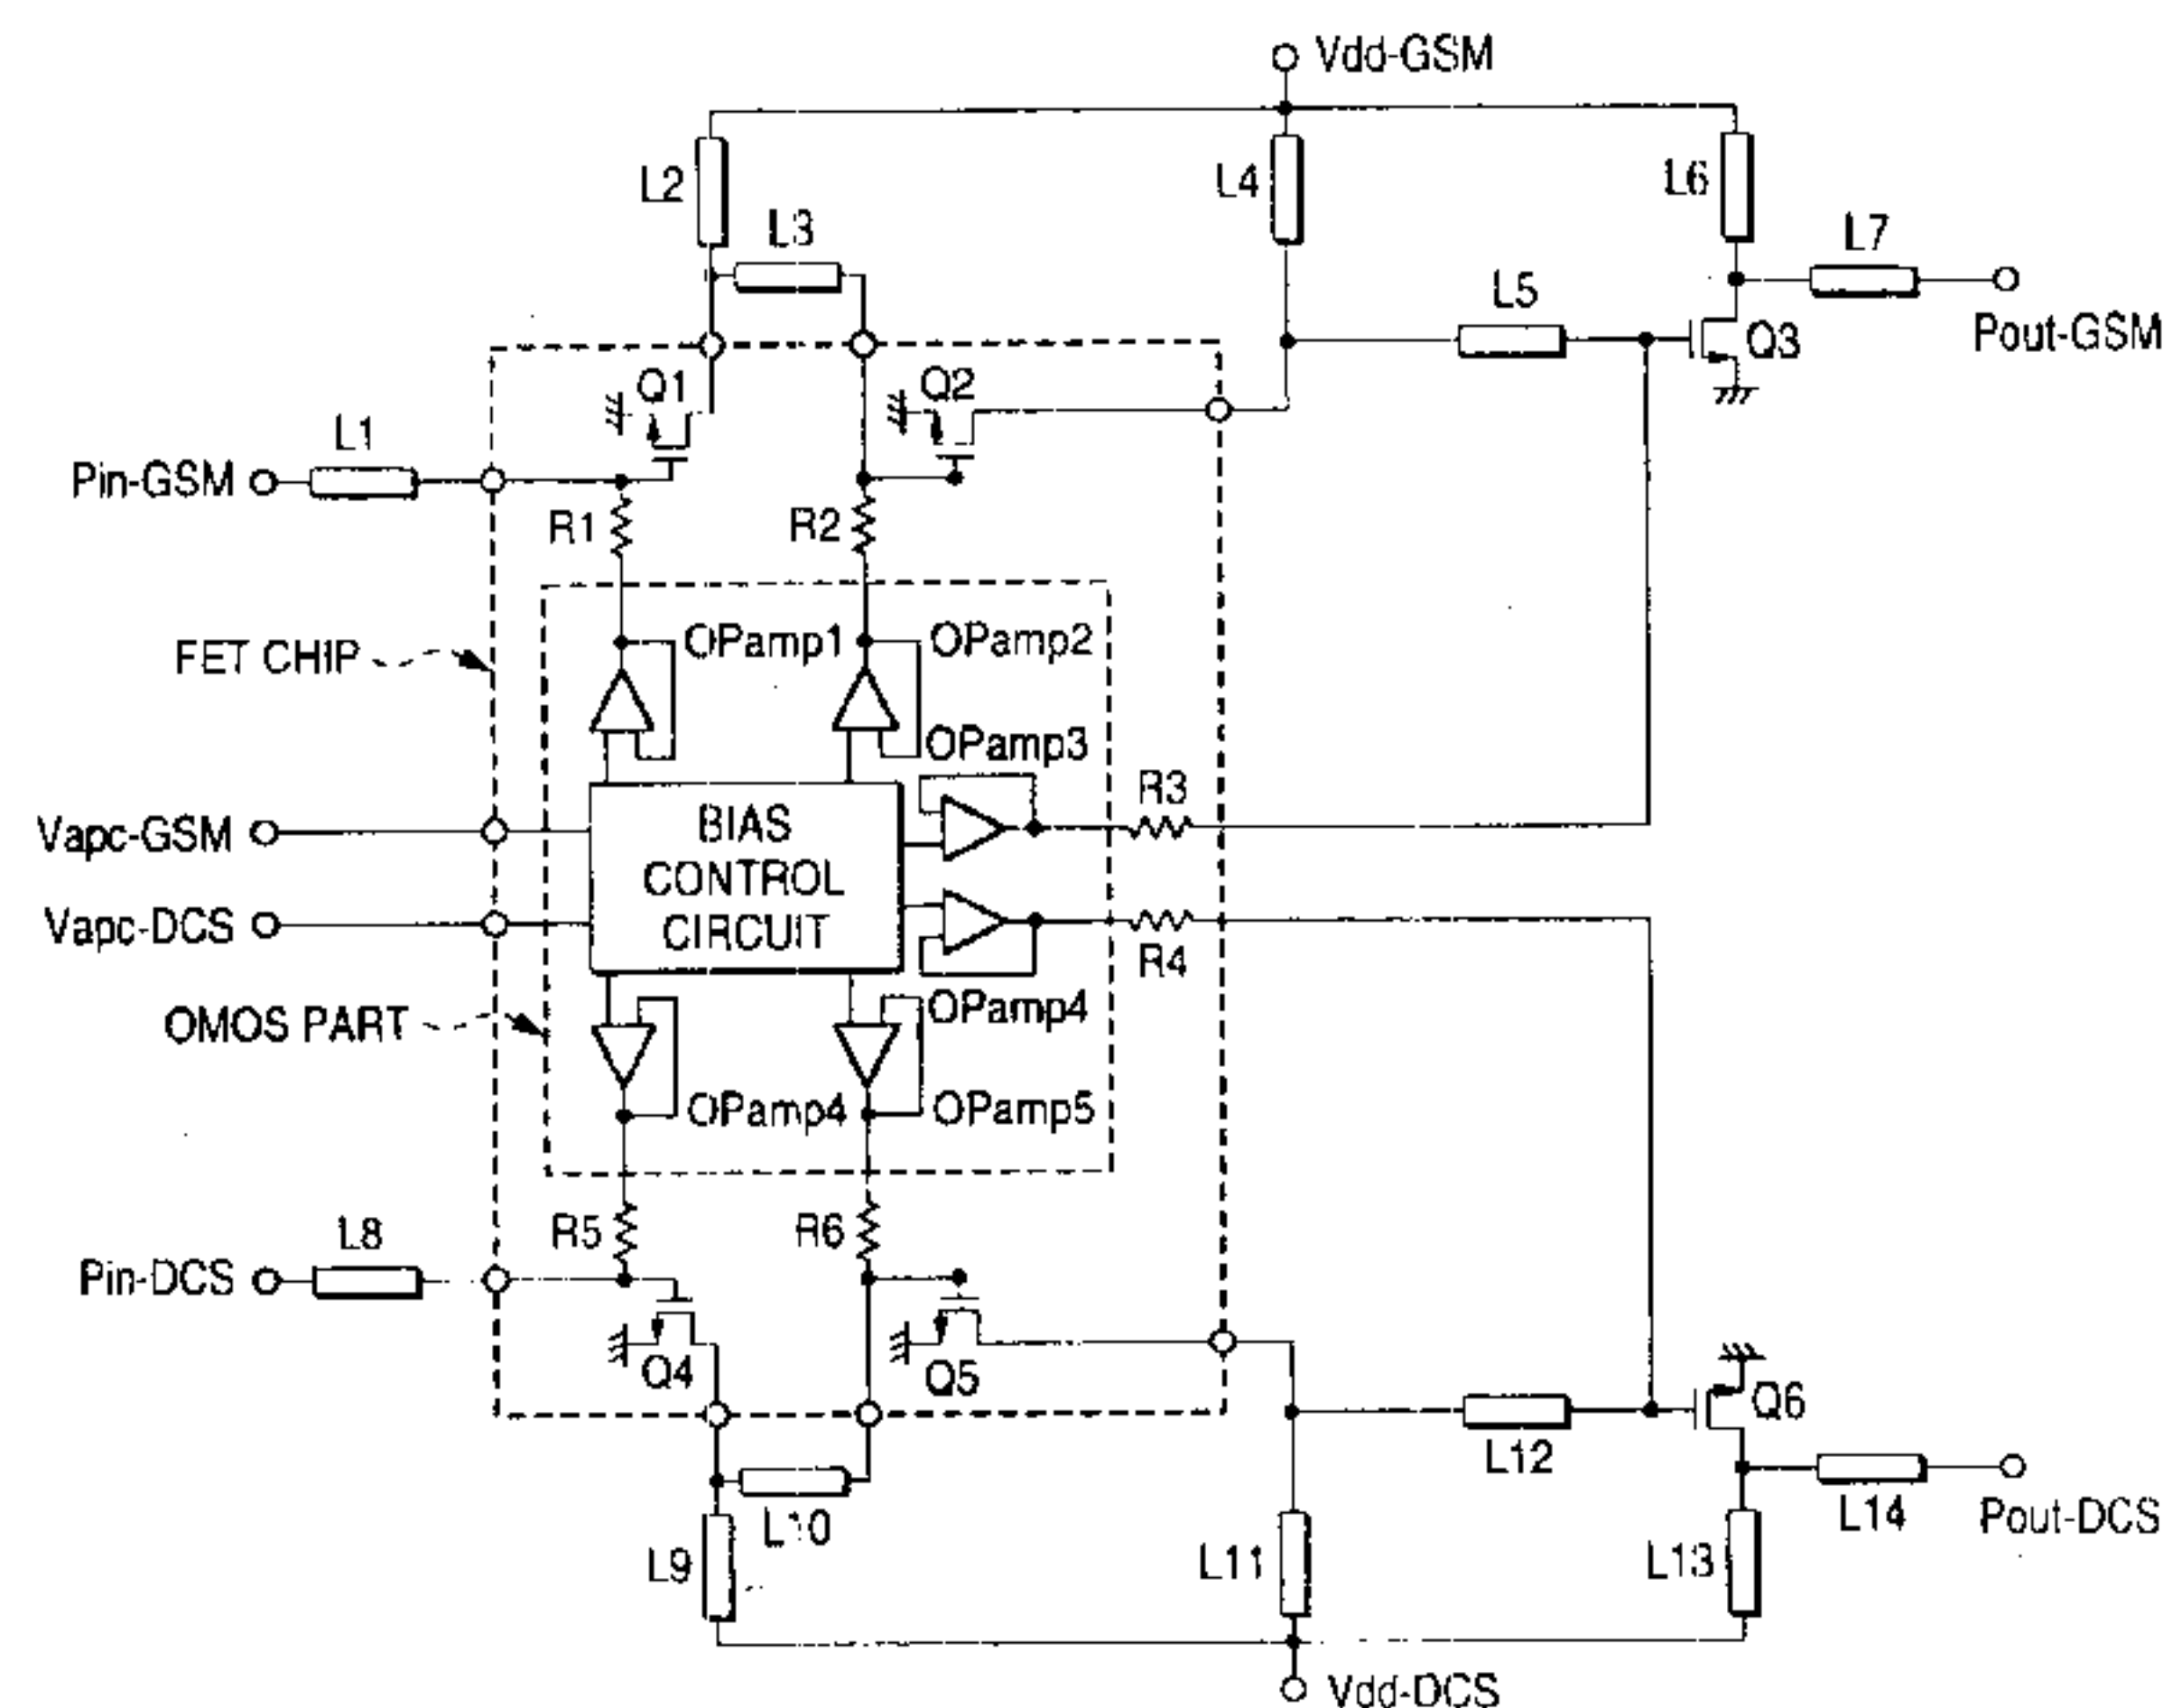 Vdd-GSM
L2
L4
L6
L3
L7
L5
Q3
Pout-GSM
Q1
Q2
L1
Pin-GSM
R1
R2
FET CHIP
OPamp1
OPamp2
OPamp3
R3
Vapc-GSM
BIAS
CONTROL
CIRCUIT
Vapc-DCS
R4
OPamp4
OMOS PART
OPamp4
OPamp5
R5
R6
L8
Pin-DCS
Q4
Q5
Q6
L12
L10
L14
Pout-DCS
L9
L11
L13
Vdd-DCS